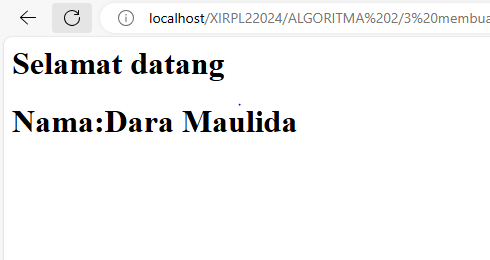 localhost/XIRPL22024/ALGORITMA%202/3%20membua
Selamat datang
Nama:Dara Maulida